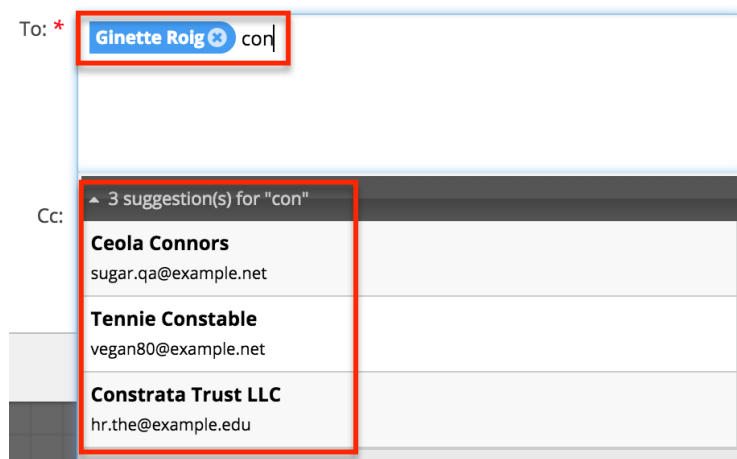 To: *
Ginette Roig con
3 suggestion(s) for "con"
Cc:
Ceola Connors
sugar.qa@example.net
Tennie Constable
vegan80@example.net
Constrata Trust LLC
hr.the@example.edu